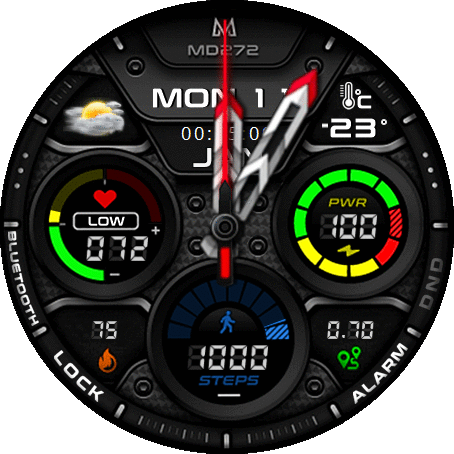 MD272
MON 1
°C
-23°
LOW
072
+
-
PWR
100
BLUETOOTH
DND
75
0.70
1000
STEPS
LOCK
ALARM